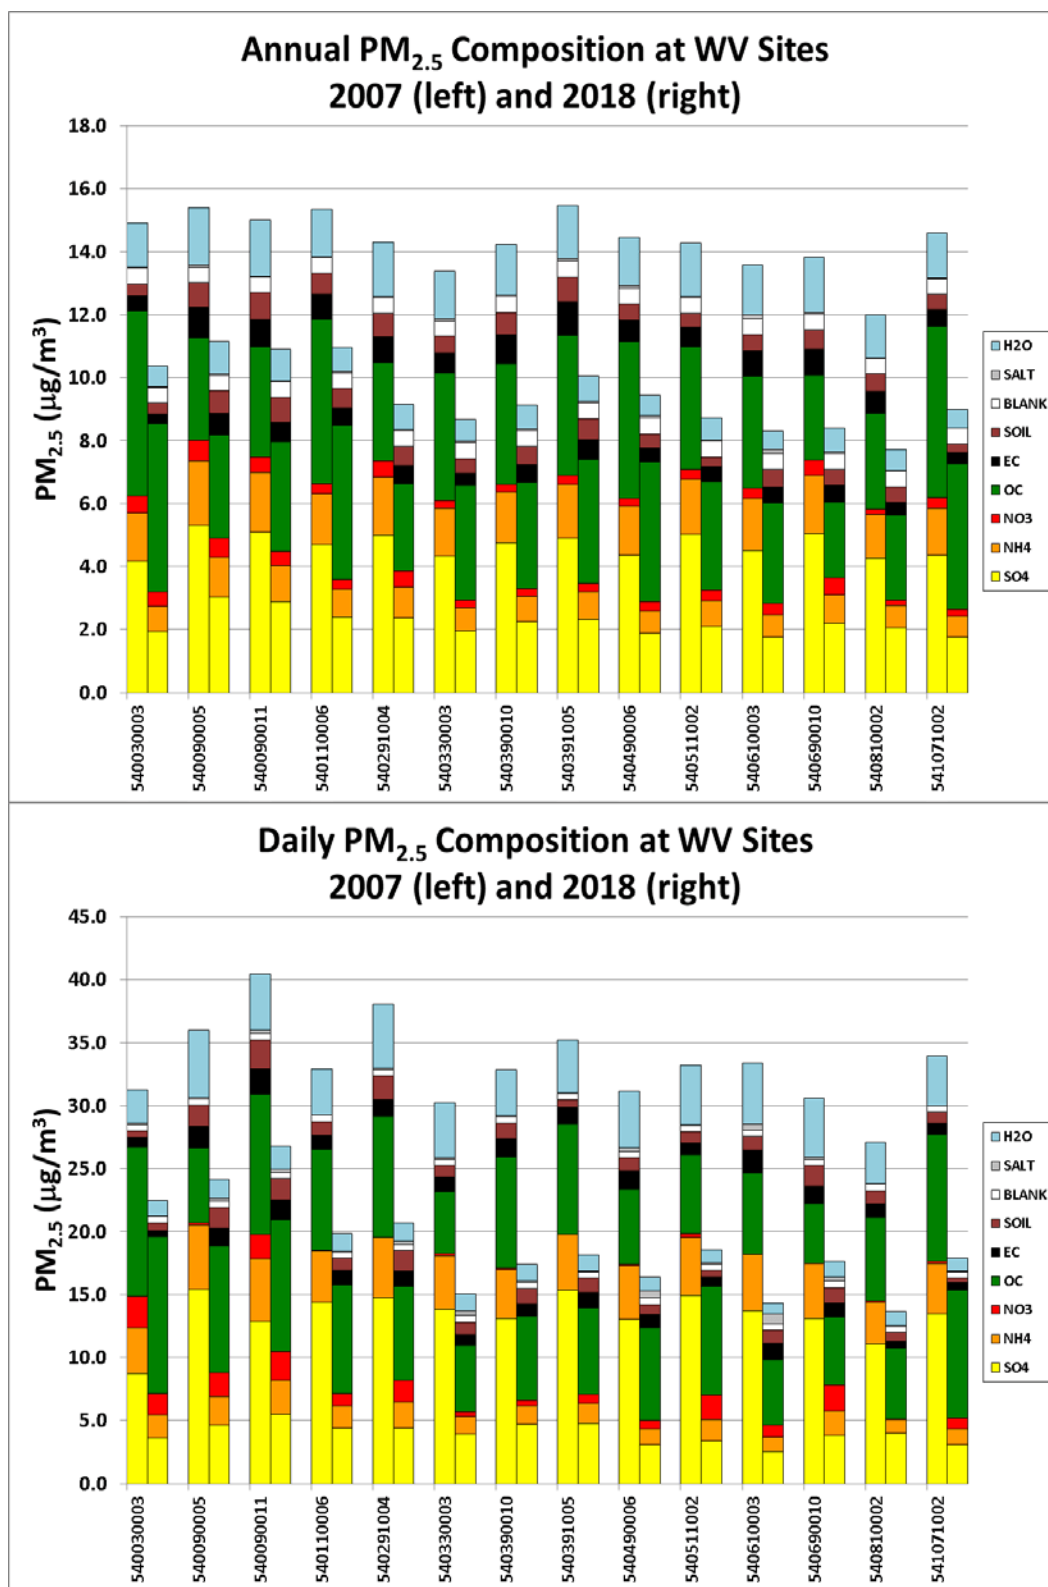 Annual PM2.5 Composition at WV Sites
2007 (left) and 2018 (right)
18.0
16.0
14.0
12.0
10.0
8.0
6.0
4.0
2.0
0.0
PM2.5 (µg/m³)
540030003
540090005
540090011
540110006
540291004
540330003
540390010
540391005
540490006
540511002
540610003
540690010
540810002
541071002
H2O
SALT
BLANK
SOIL
EC
OC
NO3
NH4
SO4
Daily PM2.5 Composition at WV Sites
2007 (left) and 2018 (right)
45.0
40.0
35.0
30.0
25.0
20.0
15.0
10.0
5.0
0.0
PM2.5 (µg/m³)
540030003
540090005
540090011
540110006
540291004
540330003
540390010
540391005
540490006
540511002
540610003
540690010
540810002
541071002
H2O
SALT
BLANK
SOIL
EC
OC
NO3
NH4
SO4